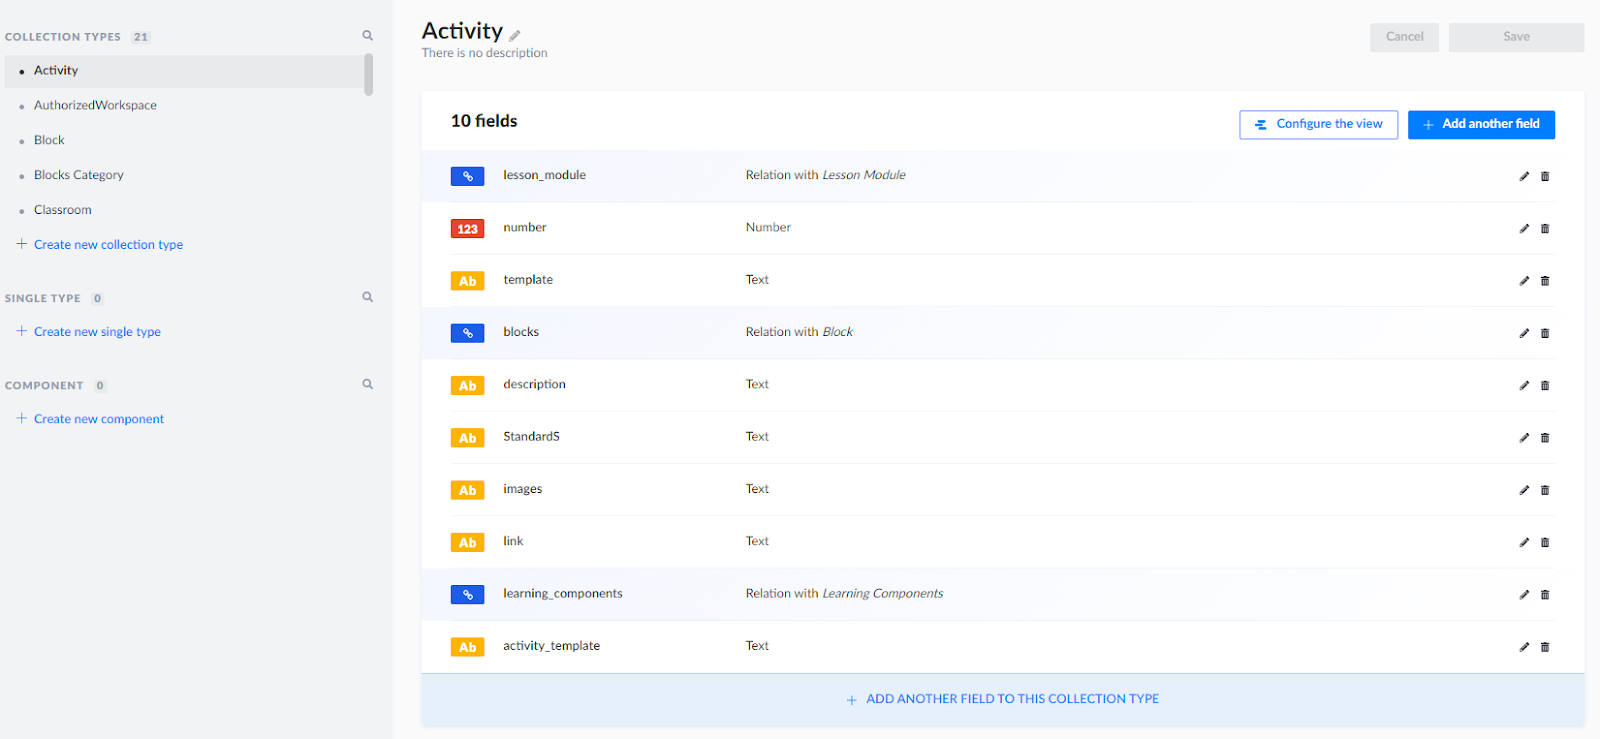 COLLECTION TYPES 21
Activity
AuthorizedWorkspace
Block
Blocks Category
Classroom
Create new collection type
SINGLE TYPE 0
Create new single type
COMPONENT 0
Create new component
Activity
There is no description
Cancel
Save
10 fields
Configure the view
Add another field
lesson_module Relation with Lesson Module
123 number Number
Ab template Text
blocks Relation with Block
Ab description Text
Ab StandardS Text
Ab images Text
Ab link Text
learning_components Relation with Learning Components
Ab activity_template Text
ADD ANOTHER FIELD TO THIS COLLECTION TYPE